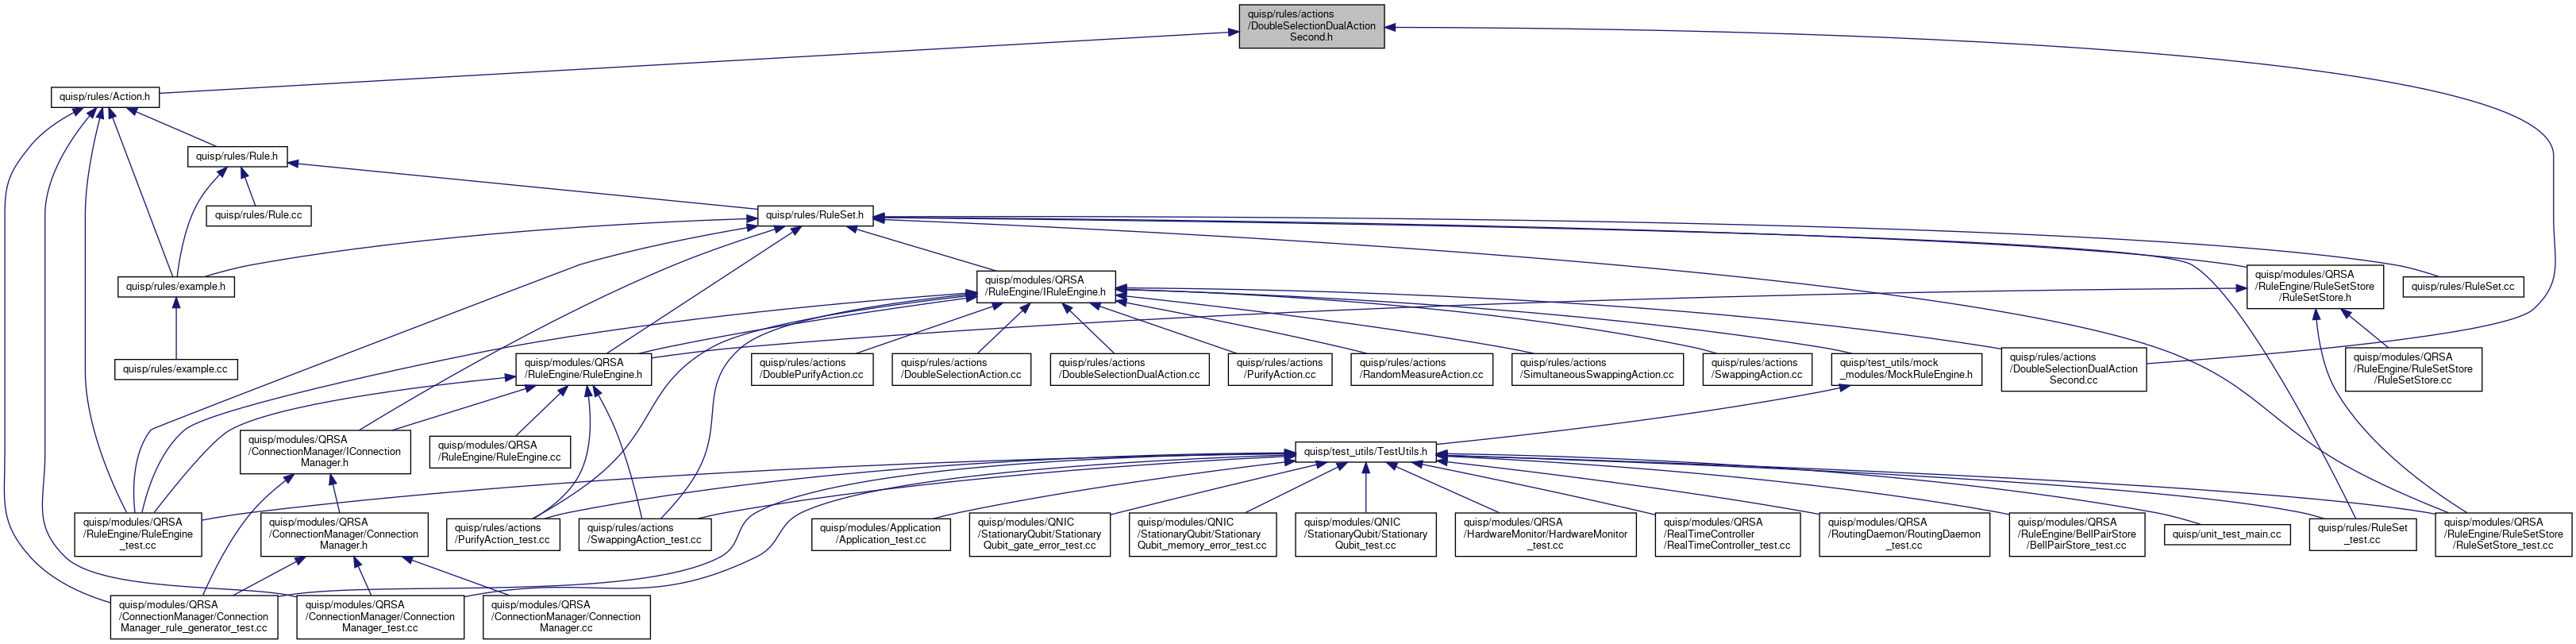 quisp/rules/actions
/DoubleSelectionDualAction
Second.h
quisp/rules/Action.h
quisp/rules/Rule.h
quisp/rules/Rule.cc
quisp/rules/RuleSet.h
quisp/rules/example.h
quisp/modules/QRSA
/RuleEngine/IRuleEngine.h
quisp/modules/QRSA
/RuleEngine/RuleSetStore
/RuleSetStore.h
quisp/rules/RuleSet.cc
quisp/rules/example.cc
quisp/modules/QRSA
/RuleEngine/RuleEngine.h
quisp/rules/actions
/DoublePurifyAction.cc
quisp/rules/actions
/DoubleSelectionAction.cc
quisp/rules/actions
/DoubleSelectionDualAction.cc
quisp/rules/actions
/PurifyAction.cc
quisp/rules/actions
/RandomMeasureAction.cc
quisp/rules/actions
/SimultaneousSwappingAction.cc
quisp/rules/actions
/SwappingAction.cc
quisp/test_utils/mock
_modules/MockRuleEngine.h
quisp/rules/actions
/DoubleSelectionDualAction
Second.cc
quisp/modules/QRSA
/RuleEngine/RuleSetStore
/RuleSetStore.cc
quisp/modules/QRSA
/ConnectionManager/IConnection
Manager.h
quisp/modules/QRSA
/RuleEngine/RuleEngine.cc
quisp/test_utils/TestUtils.h
quisp/modules/QRSA
/RuleEngine/RuleEngine
_test.cc
quisp/modules/QRSA
/ConnectionManager/Connection
Manager.h
quisp/rules/actions
/PurifyAction_test.cc
quisp/rules/actions
/SwappingAction_test.cc
quisp/modules/Application
/Application_test.cc
quisp/modules/QNIC
/StationaryQubit/Stationary
Qubit_gate_error_test.cc
quisp/modules/QNIC
/StationaryQubit/Stationary
Qubit_memory_error_test.cc
quisp/modules/QNIC
/StationaryQubit/Stationary
Qubit_test.cc
quisp/modules/QRSA
/HardwareMonitor/HardwareMonitor
_test.cc
quisp/modules/QRSA
/RealTimeController
/RealTimeController_test.cc
quisp/modules/QRSA
/RoutingDaemon/RoutingDaemon
_test.cc
quisp/modules/QRSA
/RuleEngine/BellPairStore
/BellPairStore_test.cc
quisp/unit_test_main.cc
quisp/rules/RuleSet
_test.cc
quisp/modules/QRSA
/RuleEngine/RuleSetStore
/RuleSetStore_test.cc
quisp/modules/QRSA
/ConnectionManager/Connection
Manager_rule_generator_test.cc
quisp/modules/QRSA
/ConnectionManager/Connection
Manager_test.cc
quisp/modules/QRSA
/ConnectionManager/Connection
Manager.cc